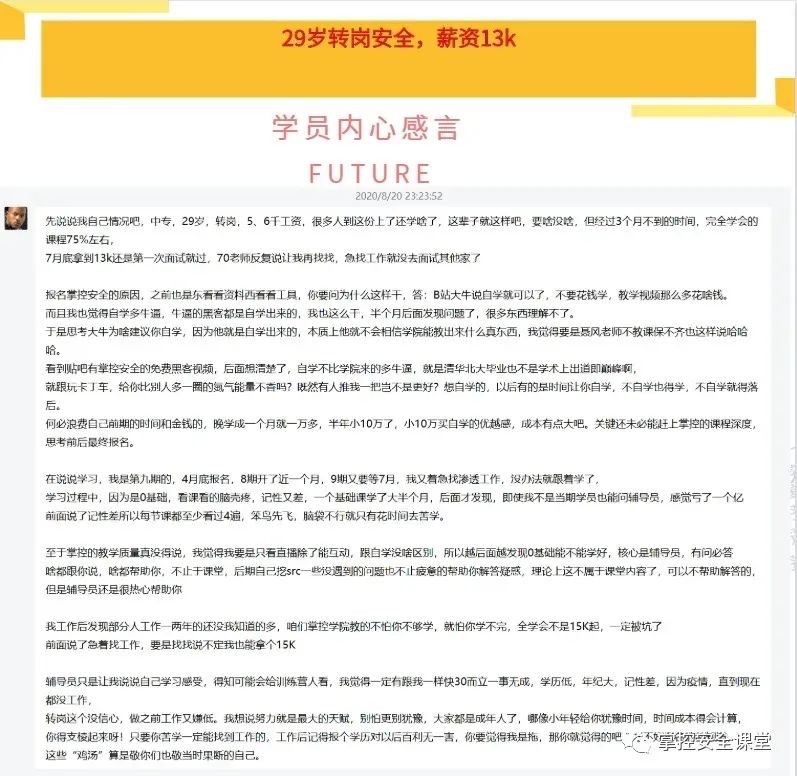 29岁转岗安全，薪资13k
学员内心感言
FUTURE
2020/8/20 23:23:52
先说说我自己情况吧，中专，29岁，转岗，5、6千工资，很多人到这份上了还学啥了，这辈子就这样吧，要啥没啥，但经过3个月不到的时间，完全学会的
课程75%左右，
7月底拿到13k还是第一次面试就过，70老师反复说让我再找找，急找工作就没去面试其他家了
报名掌控安全的原因，之前也是东看看资料西看看工具，你要问为什么这样干，答：B站大牛说自学就可以了，不要花钱学，教学视频那么多花啥钱。
而且我也觉得自学多牛逼，牛逼的黑客都是自学出来的，我也这么干，半个月后面发现问题了，很多东西理解不了。
于是思考大牛为啥建议你自学，因为他就是自学出来的，本质上他就不会相信学院能教出来什么真东西，我觉得要是聂风老师不教课保不齐也这样说哈哈
哈。
看到贴吧有掌控安全的免费黑客视频，后面想清楚了，自学不比学院来的多牛逼，就是清华北大毕业也不是学术上出道即巅峰啊，
就跟玩卡丁车，给你比别人多一圈的氮气能量不香吗？既然有人推我一把岂不是更好？想自学的，以后有的是时间让你自学，不自学也得学，不自学就得落
后。
何必浪费自己前期的时间和金钱的，晚学成一个月就一万多，半年小10万了，小10万买自学的优越感，成本有点大吧。关键还未必能赶上掌控的课程深度，
思考前后最终报名。
在说说学习，我是第九期的，4月底报名，8期开了近一个月，9期又要等7月，我又着急找渗透工作，没办法就跟着学了，
学习过程中，因为是0基础，看课看的脑壳疼，记性又差，一个基础课学了大半个月，后面才发现，即使我不是当期学员也能问辅导员，感觉亏了一个亿
前面说了记性差所以每节课都至少看过4遍，笨鸟先飞，脑袋不行就只有花时间去苦学。
至于掌控的教学质量真没得说，我觉得我要是只看直播除了能互动，跟自学没啥区别，所以越后面越发现0基础能不能学好，核心是辅导员，有问必答
啥都跟你说，啥都帮助你，不止于课堂，后期自己挖src一些没遇到的问题也不止疲惫的帮助你解答疑惑，理论上这不属于课堂内容了，可以不帮助解答的，
但是辅导员还是很热心帮助你
我工作后发现部分人工作一两年的还没我知道的多，咱们掌控学院教的不怕你不够学，就怕你学不完，全学会不是15K起，一定被坑了
前面说了急着找工作，要是找找说不定我也能拿个15K
辅导员只是让我说说自己学习感受，得知可能会给训练营人看，我觉得一定有跟我一样快30而立一事无成，学历低，年纪大，记性差，因为疫情，直到现在
都没工作，
转岗这个没信心，做之前工作又嫌低。我想说努力就是最大的天赋，别怕更别犹豫，大家都是成年人了，哪像小年轻给你犹豫时间，时间成本得会计算，
你得支棱起来呀！只要你苦学一定能找到工作的，工作后记得报个学历对以后百利无一害，你要觉得我是拖，那你就觉得的吧
这些“鸡汤”算是敬你们也敬当时果断的自己。
掌控安全课堂